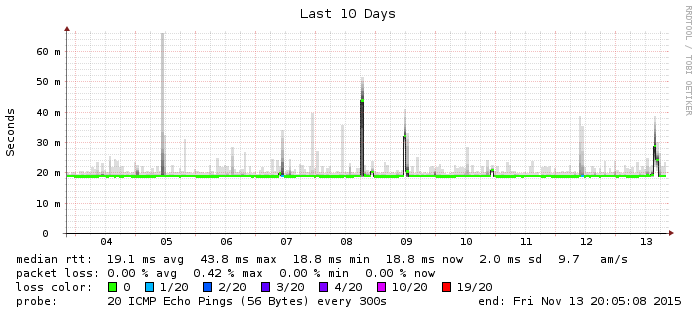 Last 10 Days
RRDTOOL / TOBI OETIKER
Seconds
60 m
50 m
40 m
30 m
20 m
10 m
0
04 05 06 07 08 09 10 11 12 13
median rtt: 19.1 ms avg 43.8 ms max 18.8 ms min 18.8 ms now 2.0 ms sd 9.7 am/s
packet loss: 0.00 % avg 0.42 % max 0.00 % min 0.00 % now
loss color: 0 1/20 2/20 3/20 4/20 10/20 19/20
probe: 20 ICMP Echo Pings (56 Bytes) every 300s end: Fri Nov 13 20:05:08 2015